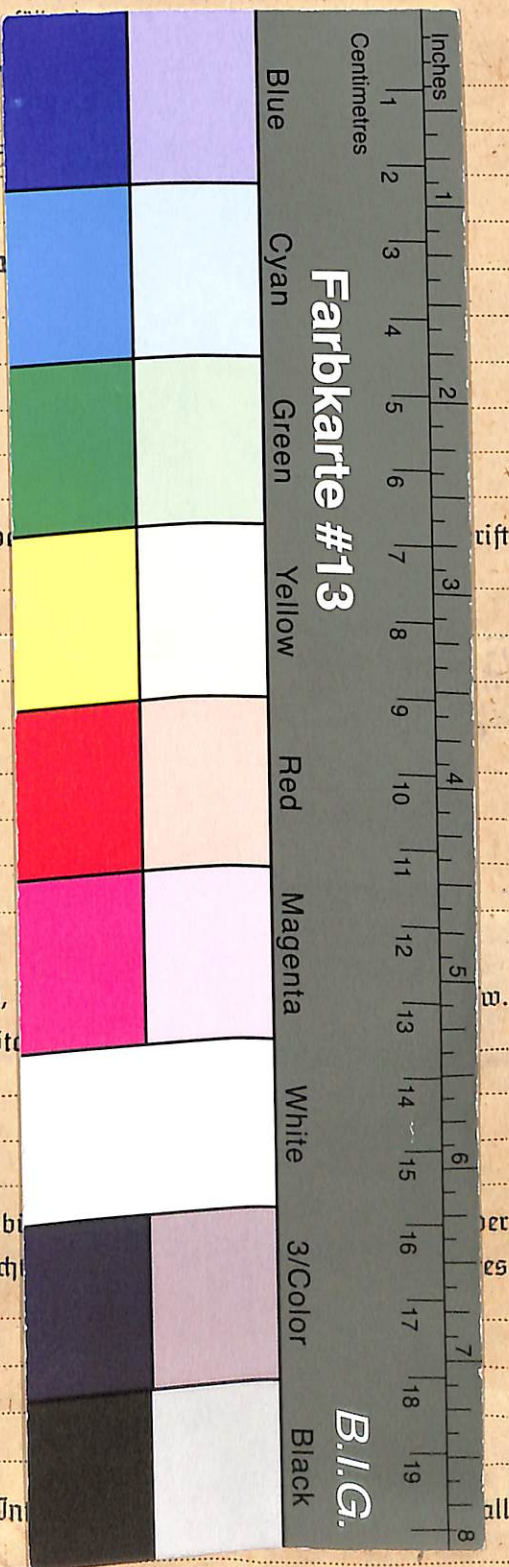 Inches
1 2 3 4 5 6 7 8
Centimetres
1 2 3 4 5 6 7 8 9 10 11 12 13 14 15 16 17 18 19
Farbkarte #13
B.I.G.
Blue
Cyan
Green
Yellow
Red
Magenta
White
3/Color
Black
rift
w.
es
all